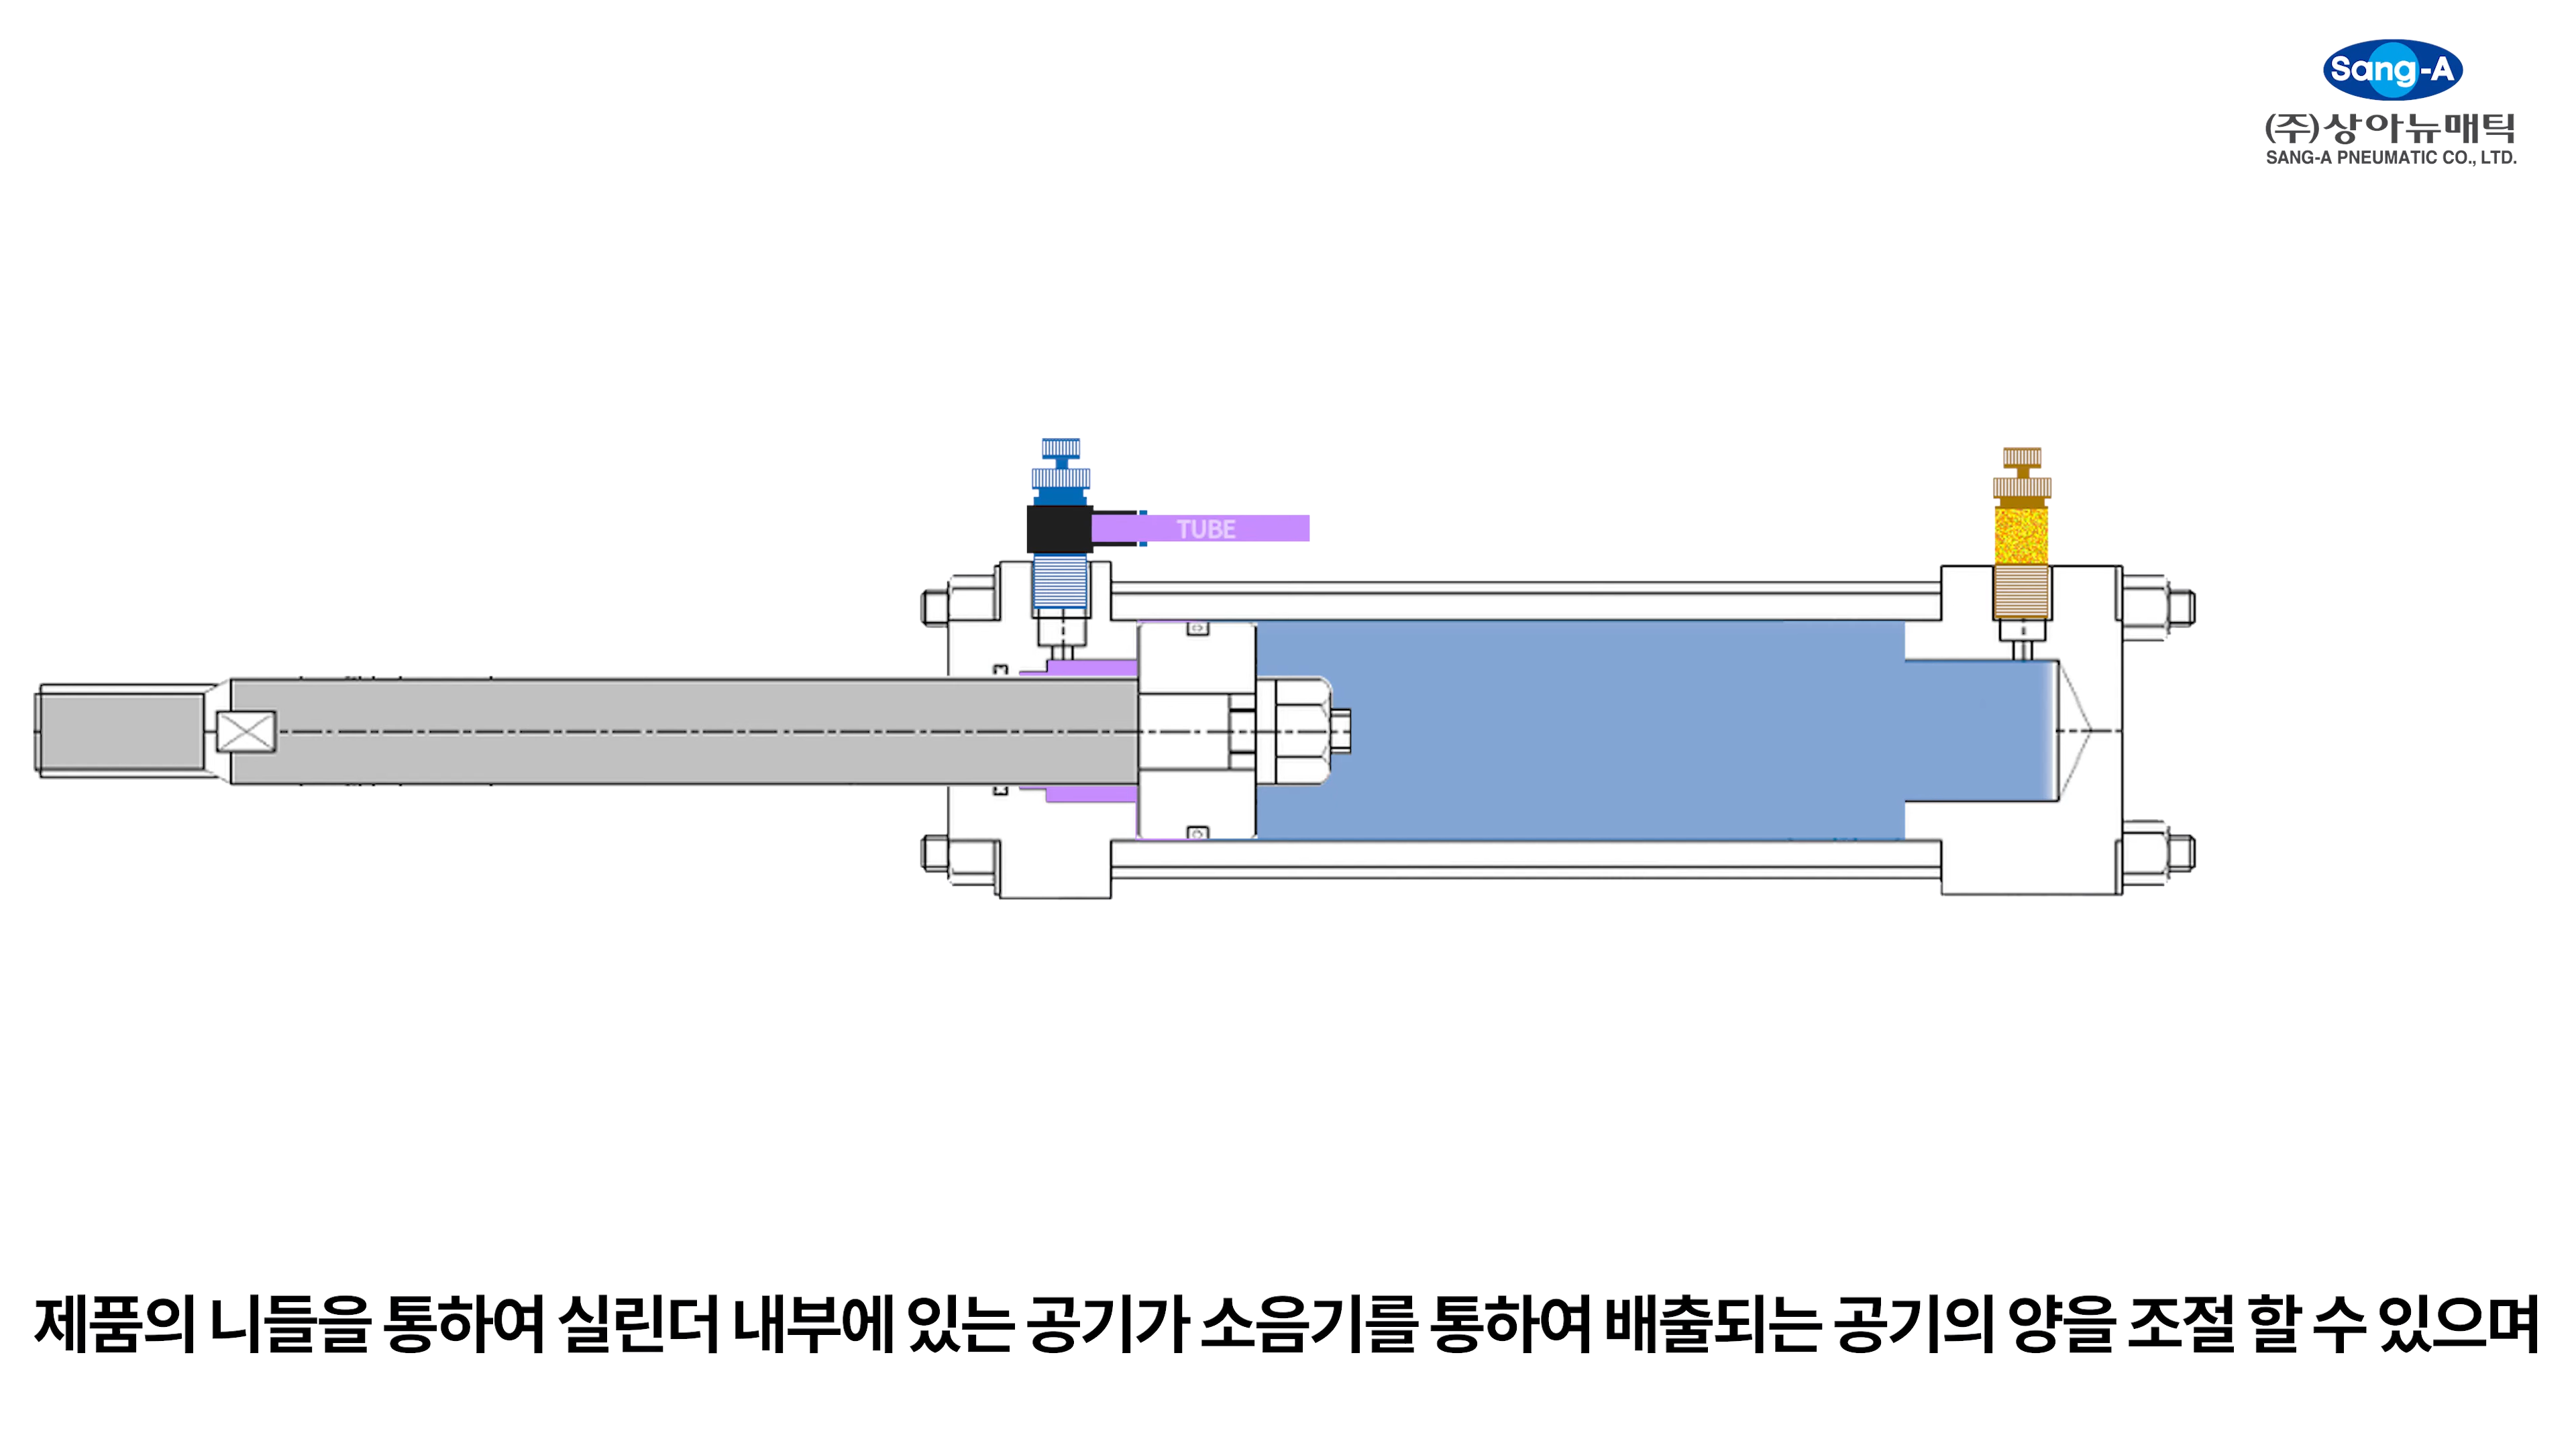 Sang-A
(주)상아뉴매틱
SANG-A PNEUMATIC CO., LTD.
TUBE
제품의 니들을 통하여 실린더 내부에 있는 공기가 소음기를 통하여 배출되는 공기의 양을 조절 할 수 있으며